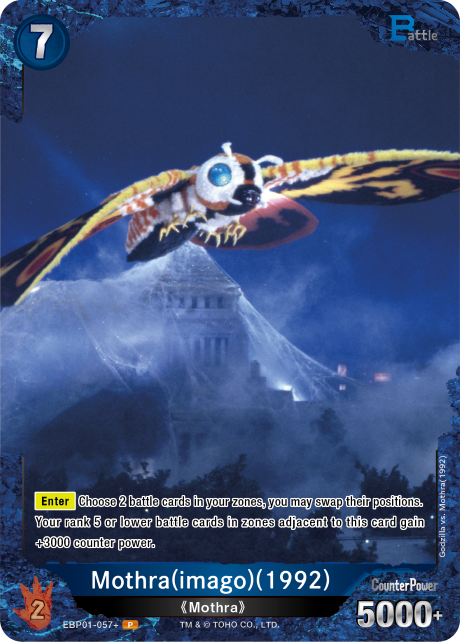 7
Battle
Enter Choose 2 battle cards in your zones, you may swap their positions.
Your rank 5 or lower battle cards in zones adjacent to this card gain
+3000 counter power.
Godzilla vs. Mothra(1992)
Mothra(imago)(1992)
CounterPower
2
《Mothra》
5000+
EBP01-057+ P TM & © TOHO CO., LTD.